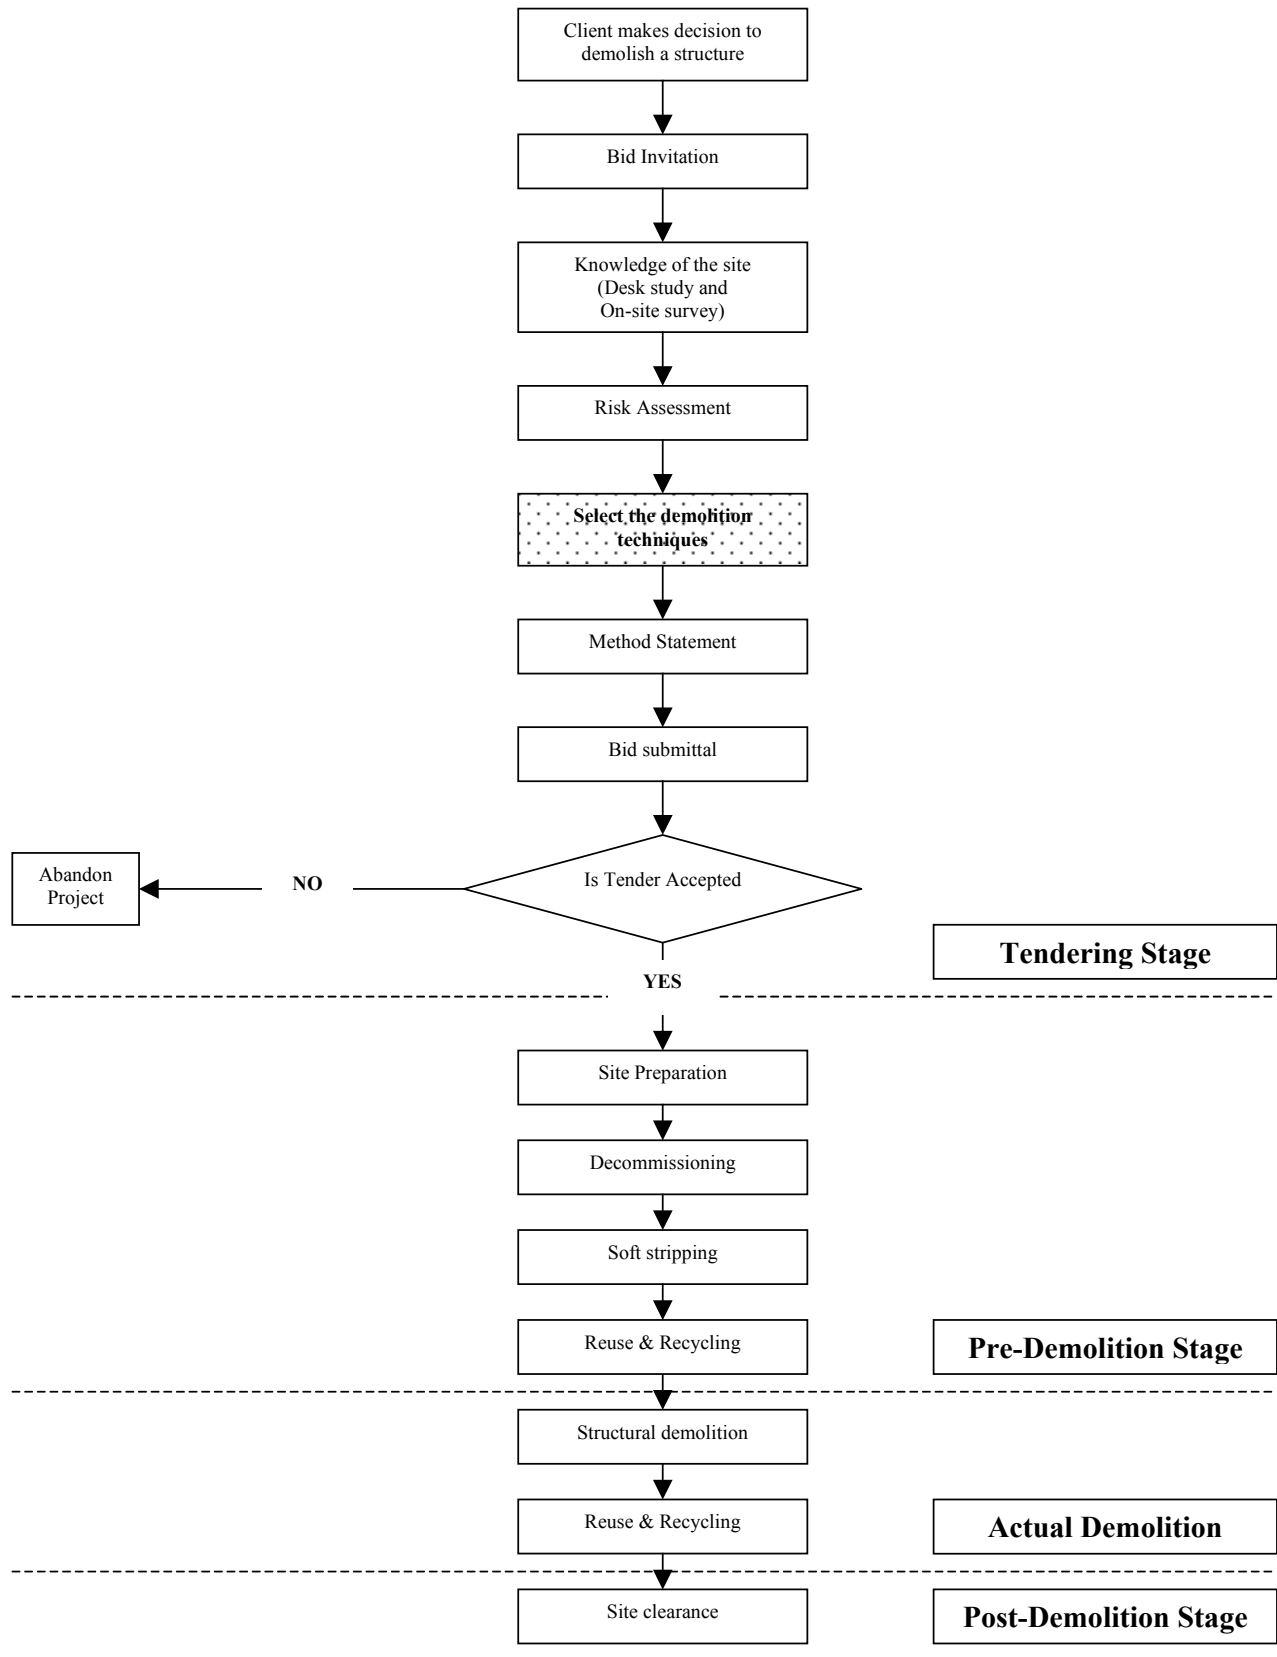 Client makes decision to
demolish a structure
Bid Invitation
Knowledge of the site
(Desk study and
On-site survey)
Risk Assessment
Select the demolition
techniques
Method Statement
Bid submittal
Is Tender Accepted
NO
Abandon
Project
Tendering Stage
YES
Site Preparation
Decommissioning
Soft stripping
Reuse & Recycling
Pre-Demolition Stage
Structural demolition
Reuse & Recycling
Actual Demolition
Site clearance
Post-Demolition Stage